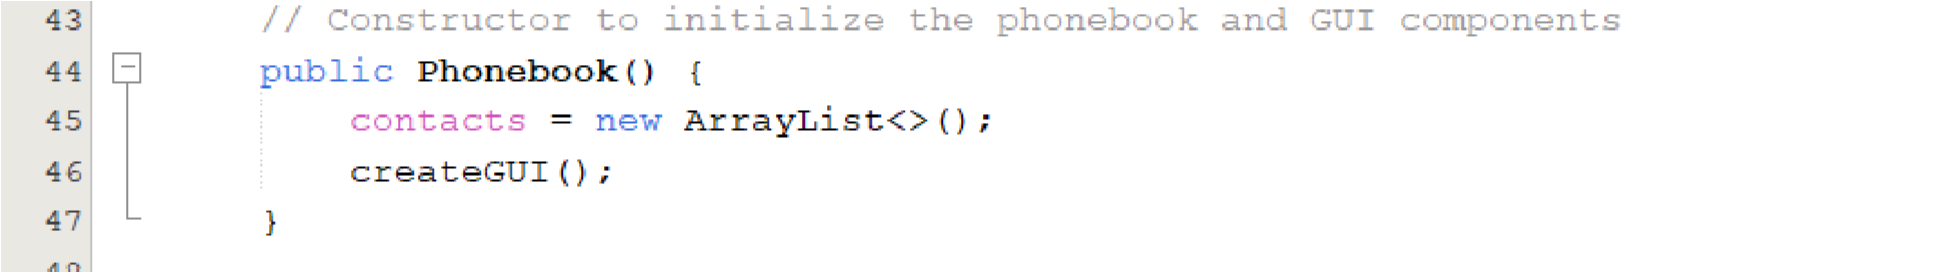 43 // Constructor to initialize the phonebook and GUI components
44 public Phonebook() {
45 contacts = new ArrayList<>();
46 createGUI();
47 }